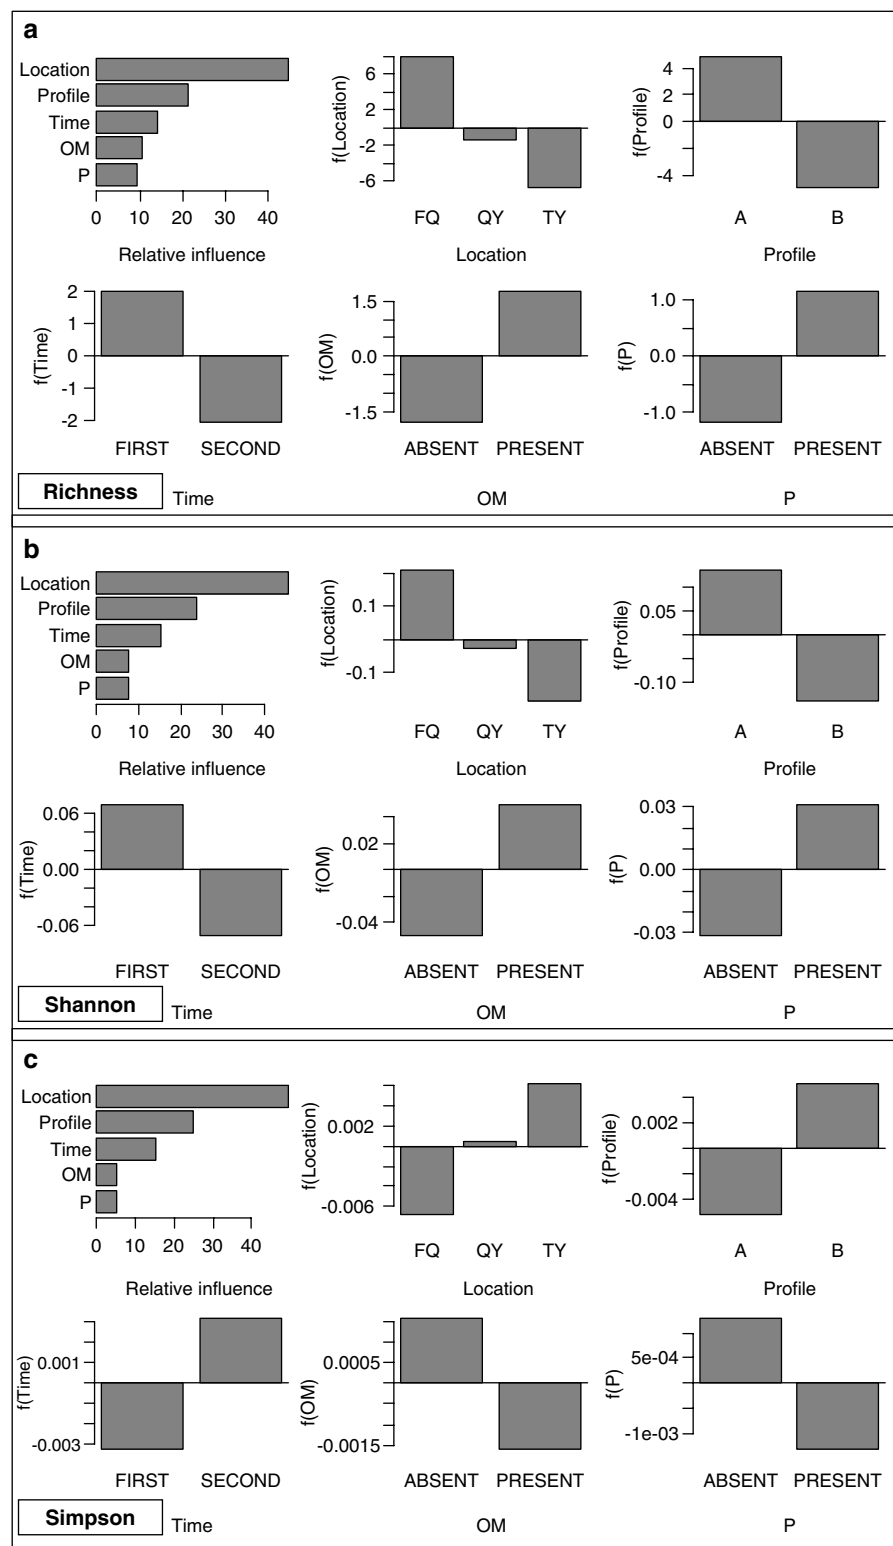 a
Location
Profile
Time
OM
P
0 10 20 30 40
Relative influence
f(Location)
6
2
-2
-6
FQ QY TY
Location
f(Profile)
4
2
0
-4
A B
Profile
f(Time)
2
1
0
-1
-2
FIRST SECOND
Time
f(OM)
1.5
0.0
-1.5
ABSENT PRESENT
OM
f(P)
1.0
0.0
-1.0
ABSENT PRESENT
P
Richness
b
Location
Profile
Time
OM
P
0 10 20 30 40
Relative influence
f(Location)
0.1
-0.1
FQ QY TY
Location
f(Profile)
0.05
-0.10
A B
Profile
f(Time)
0.06
0.00
-0.06
FIRST SECOND
Time
f(OM)
0.02
-0.04
ABSENT PRESENT
OM
f(P)
0.03
0.00
-0.03
ABSENT PRESENT
P
Shannon
c
Location
Profile
Time
OM
P
0 10 20 30 40
Relative influence
f(Location)
0.002
-0.006
FQ QY TY
Location
f(Profile)
0.002
-0.004
A B
Profile
f(Time)
0.001
-0.003
FIRST SECOND
Time
f(OM)
0.0005
-0.0015
ABSENT PRESENT
OM
f(P)
5e-04
-1e-03
ABSENT PRESENT
P
Simpson